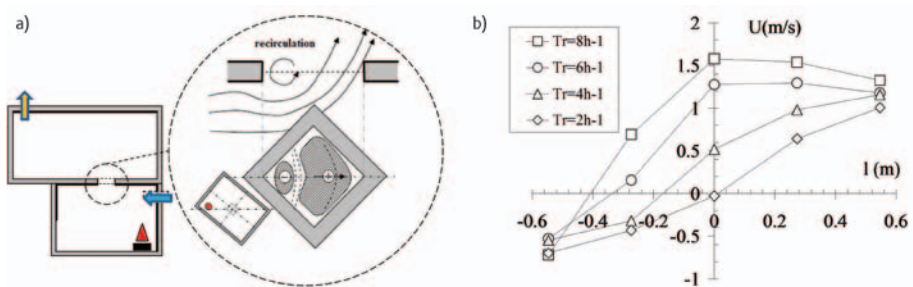 a)
recirculation
b)
U(m/s)
Tr=8h-1
Tr=6h-1
Tr=4h-1
Tr=2h-1
2
1.5
1
0.5
0
-0.5
-1
l (m)
-0.6
-0.4
-0.2
0
0.2
0.4
0.6